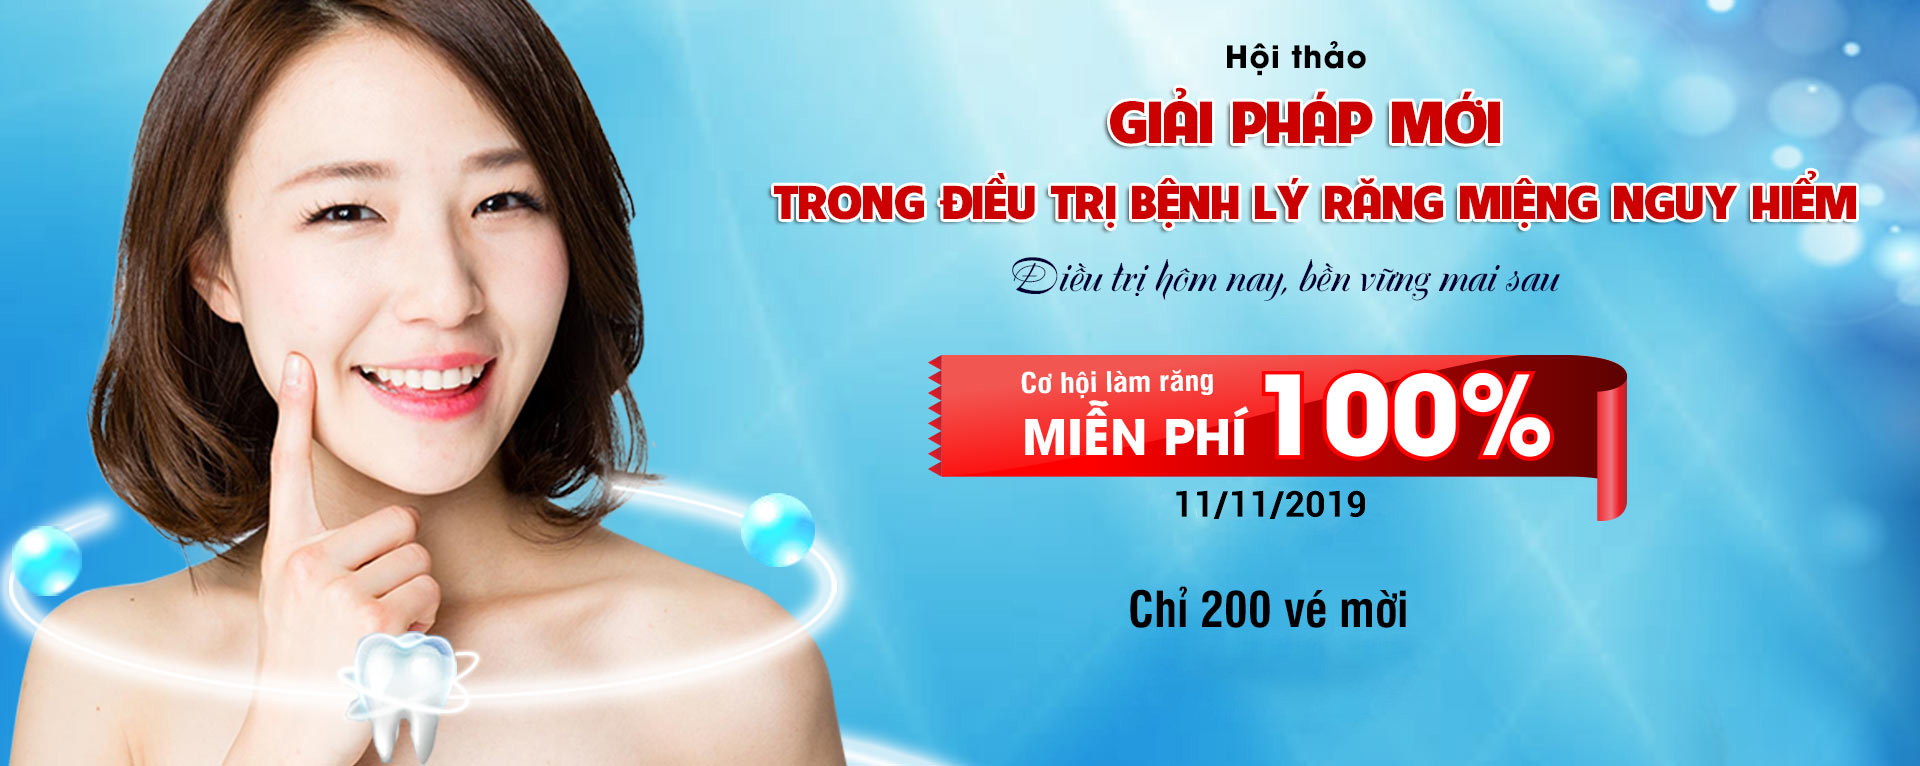 Hội thảo
GIẢI PHÁP MỚI
TRONG ĐIỀU TRỊ BỆNH LÝ RĂNG MIỆNG NGUY HIỂM
Điều trị hôm nay, bền vững mai sau
Cơ hội làm răng
MIỄN PHÍ 100%
11/11/2019
Chỉ 200 vé mời